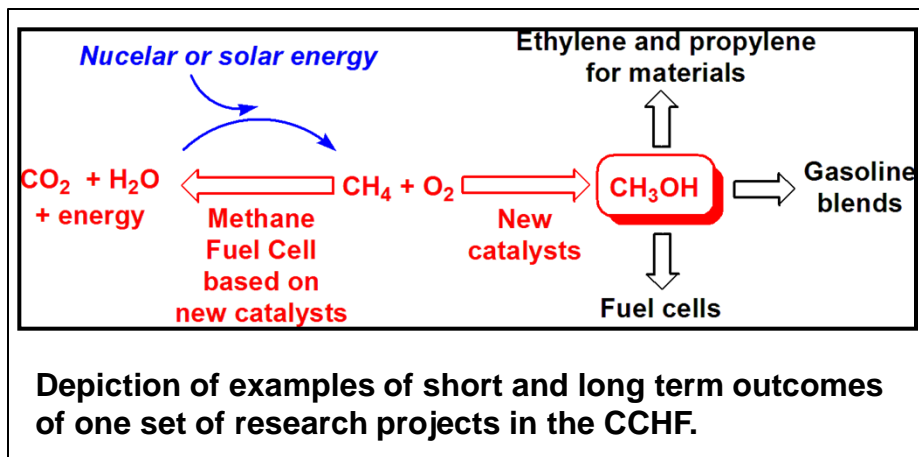 Nucelar or solar energy
Ethylene and propylene
for materials
CO₂ + H₂O
+ energy
CH₄ + O₂
CH₃OH
Gasoline
blends
Methane
Fuel Cell
based on
new catalysts
New
catalysts
Fuel cells
Depiction of examples of short and long term outcomes
of one set of research projects in the CCHF.